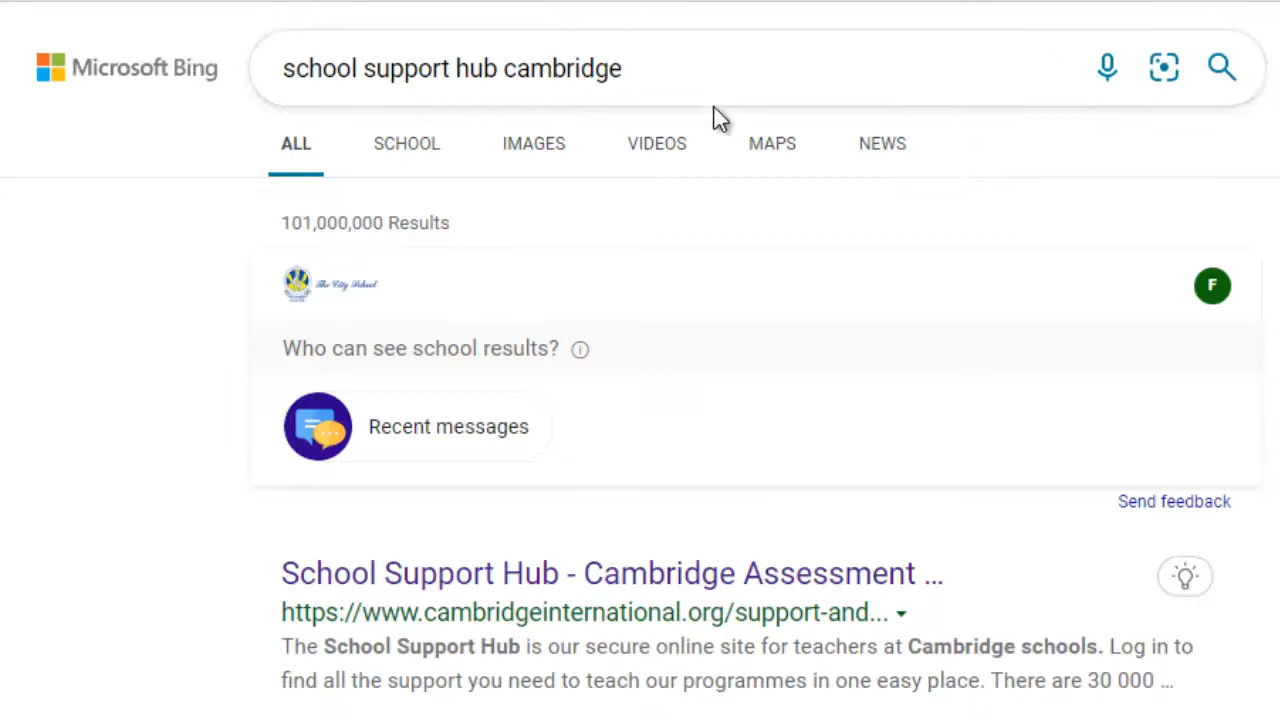 Microsoft Bing
school support hub cambridge
ALL SCHOOL IMAGES VIDEOS MAPS NEWS
101,000,000 Results
The City School
F
Who can see school results?
Recent messages
Send feedback
School Support Hub - Cambridge Assessment ...
https://www.cambridgeinternational.org/support-and...
The School Support Hub is our secure online site for teachers at Cambridge schools. Log in to
find all the support you need to teach our programmes in one easy place. There are 30 000 ...